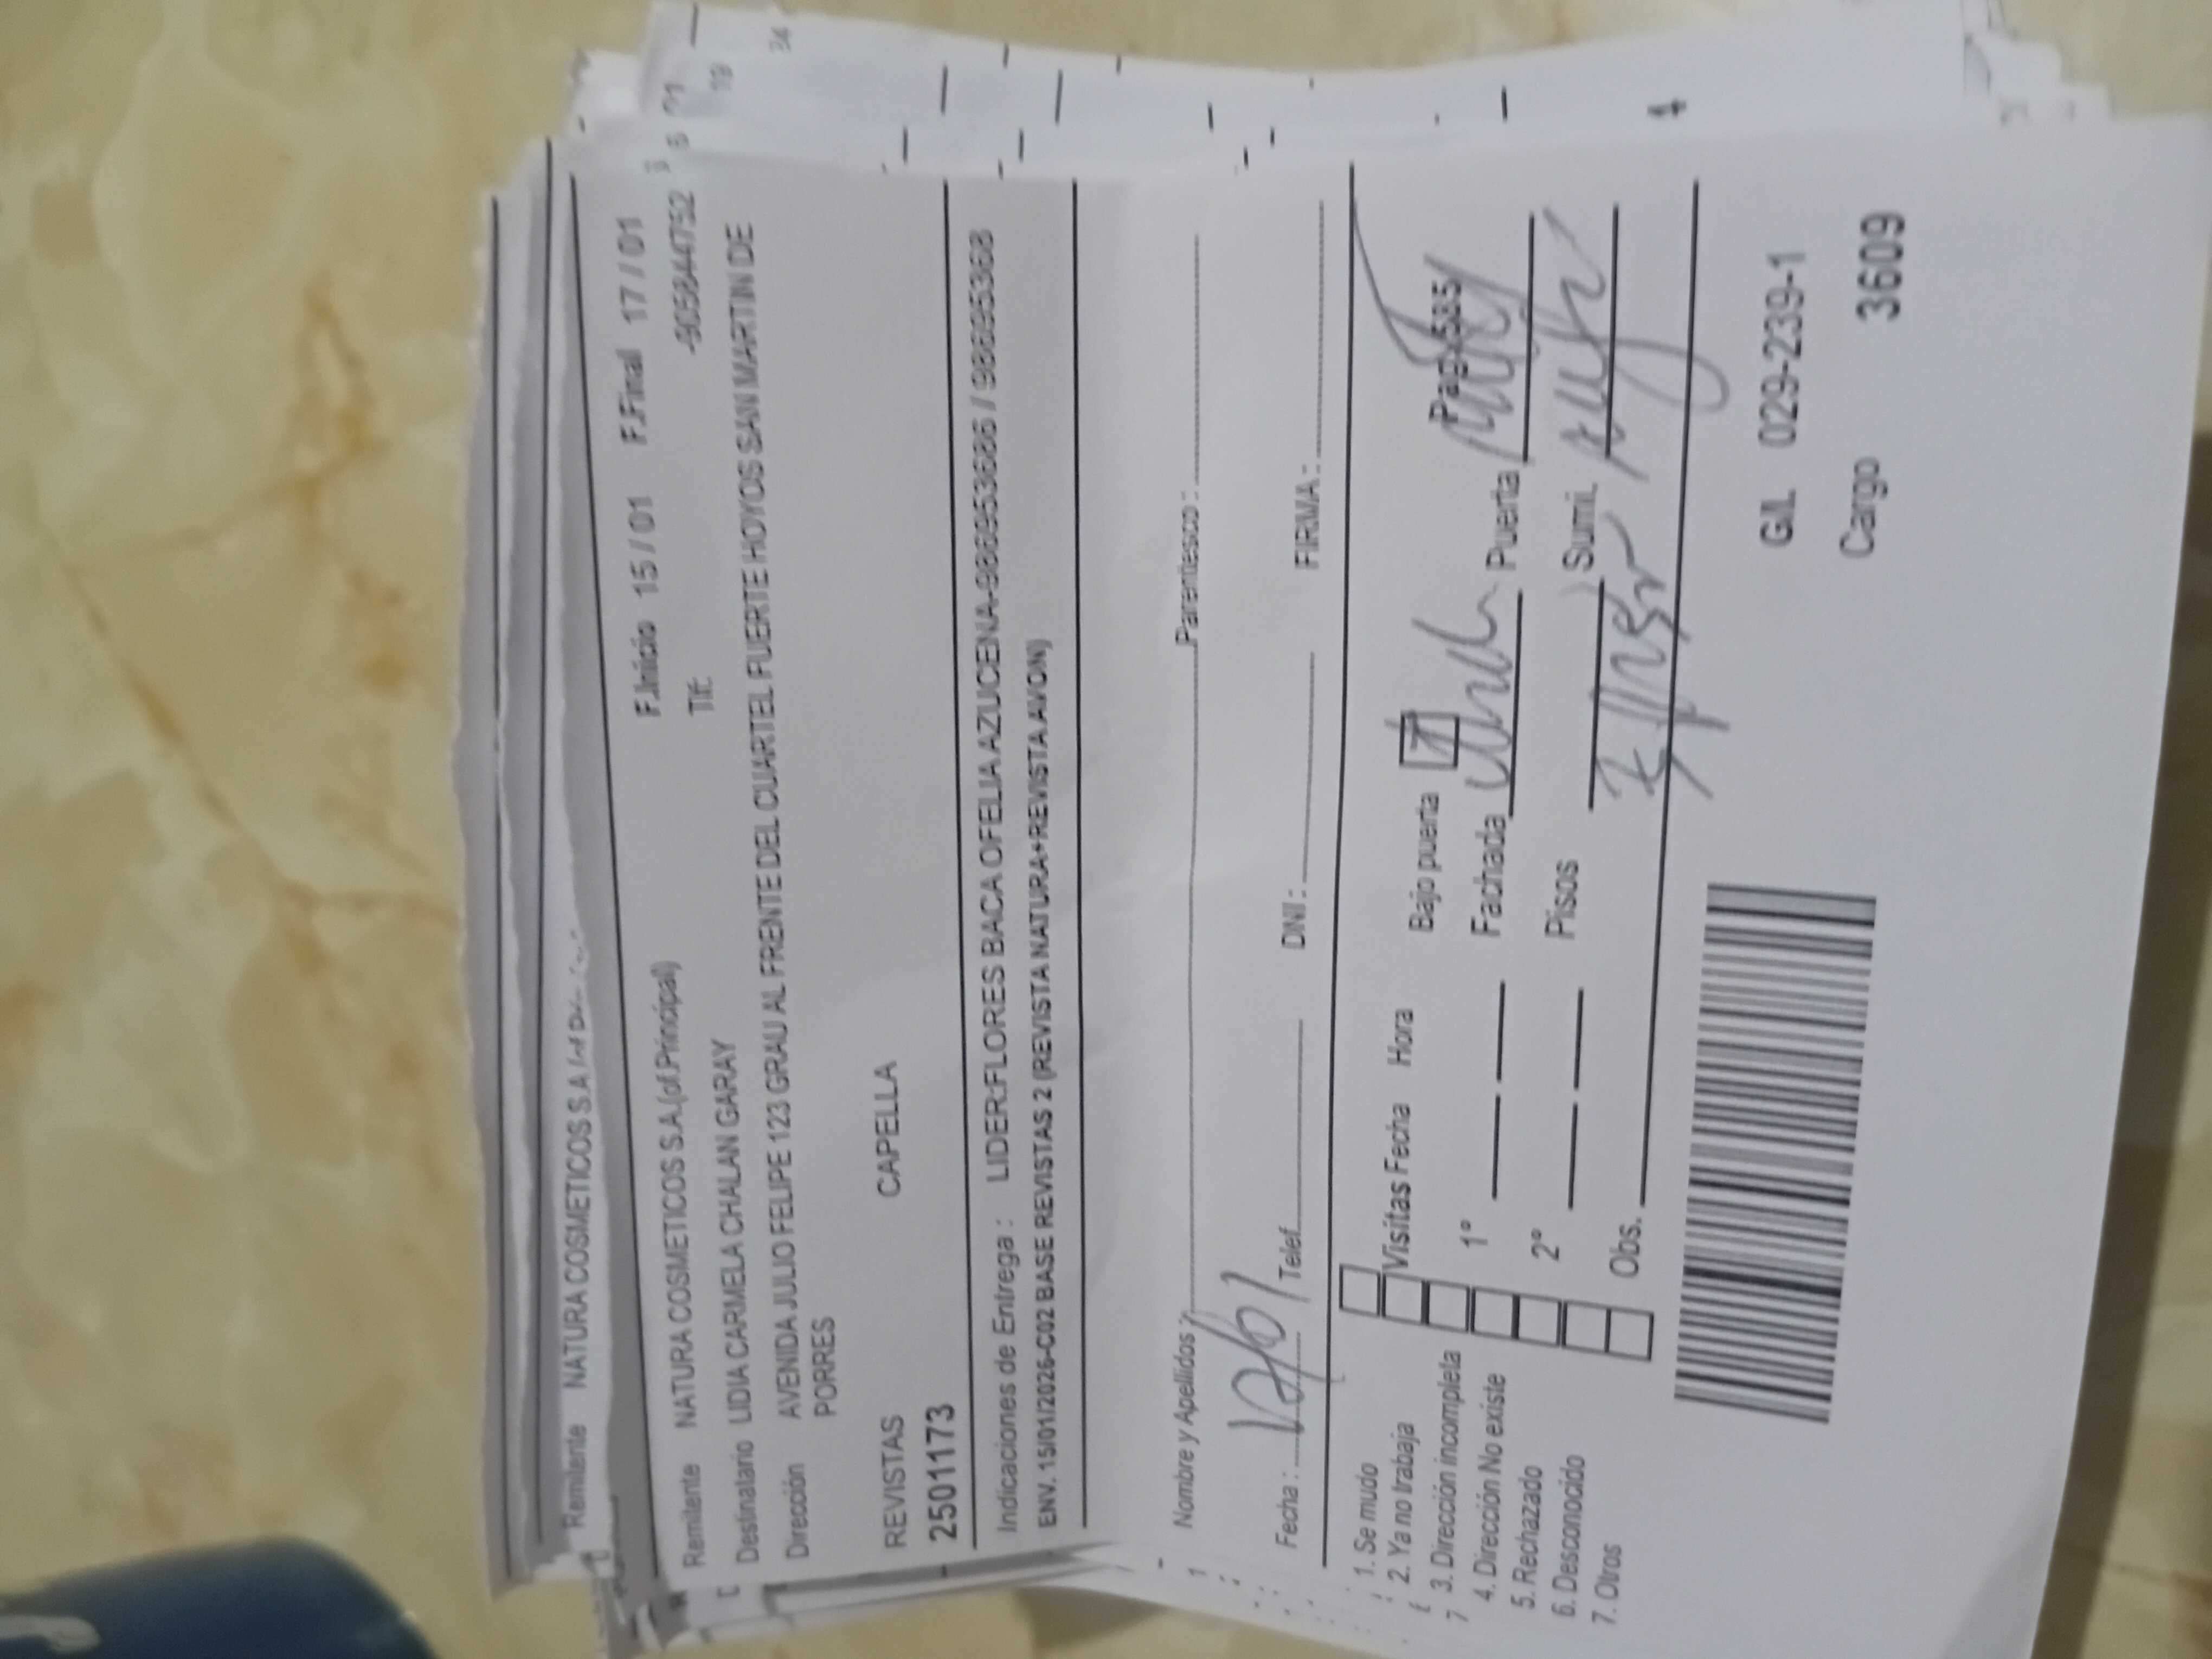 Remitente NATURA COSMETICOS S.A
F.Inicio 15 / 01 F.Final 17 / 01
Remitente NATURA COSMETICOS S.A.(of.Principal) Tlf:
Destinatario LIDIA CARMELA CHALAN GARAY
Dirección AVENIDA JULIO FELIPE 123 GRAU AL FRENTE DEL CUARTEL FUERTE HOYOS SAN MARTIN DE
PORRES
REVISTAS CAPELLA
2501173
Indicaciones de Entrega : LIDER:FLORES BACA OFELIA AZUCENA-
ENV. 15/01/2026-C02 BASE REVISTAS 2 (REVISTA NATURA+REVISTA AVON)
Nombre y Apellidos Parentesco :
Fecha : Telef. DNI : FIRMA :
1. Se mudo
2. Ya no trabaja
3. Dirección incompleta
4. Dirección No existe
5. Rechazado
6. Desconocido
7. Otros
Visitas Fecha Hora Bajo puerta
1° Fachada Puerta
2° Pisos Sumi.
Obs.
G/L 029-239-1
Cargo 3609